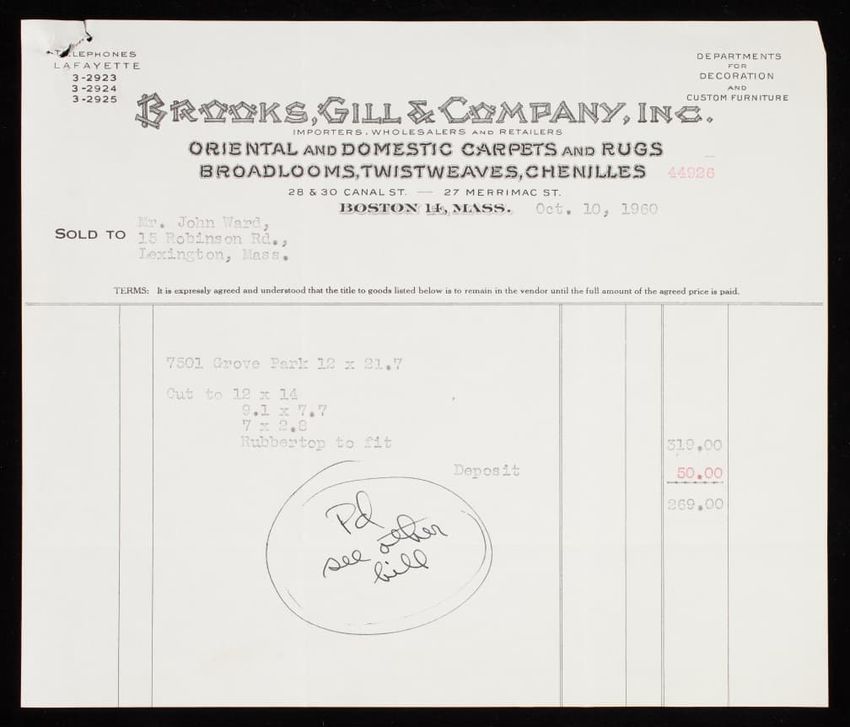 TELEPHONES
LAFAYETTE
3-2923
3-2924
3-2925
DEPARTMENTS
FOR
DECORATION
AND
CUSTOM FURNITURE
BROOKS, GILL & COMPANY, INC.
IMPORTERS, WHOLESALERS AND RETAILERS
ORIENTAL AND DOMESTIC CARPETS AND RUGS
BROADLOOMS, TWISTWEAVES, CHENILLES 44926
28 & 30 CANAL ST. — 27 MERRIMAC ST.
BOSTON 14, MASS. Oct. 10, 1960
SOLD TO
Mr. John Ward,
15 Robinson Rd.,
Lexington, Mass.
TERMS: It is expressly agreed and understood that the title to goods listed below is to remain in the vendor until the full amount of the agreed price is paid.
7501 Grove Park 12 x 21.7
Cut to 12 x 14
9.1 x 7.7
7 x 2.8
Rubbertop to fit 319.00
Deposit 50.00
269.00
Pd
see other
bill